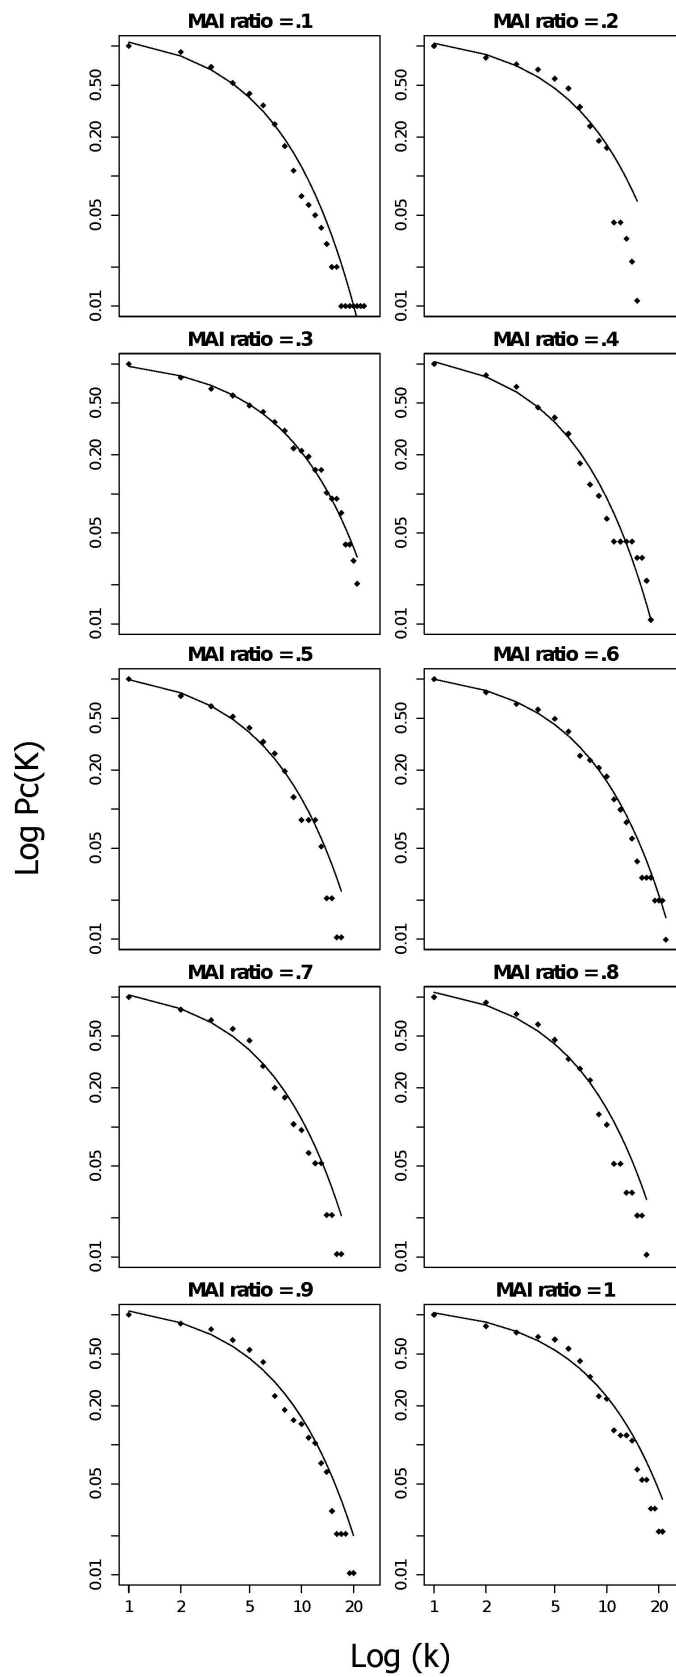 MAI ratio = .1
MAI ratio = .2
0.50
0.20
0.05
0.01
0.50
0.20
0.05
0.01
MAI ratio = .3
MAI ratio = .4
0.50
0.20
0.05
0.01
0.50
0.20
0.05
0.01
MAI ratio = .5
MAI ratio = .6
0.50
0.20
0.05
0.01
0.50
0.20
0.05
0.01
Log Pc(K)
MAI ratio = .7
MAI ratio = .8
0.50
0.20
0.05
0.01
0.50
0.20
0.05
0.01
MAI ratio = .9
MAI ratio = 1
0.50
0.20
0.05
0.01
0.50
0.20
0.05
0.01
1 2 5 10 20
1 2 5 10 20
Log (k)